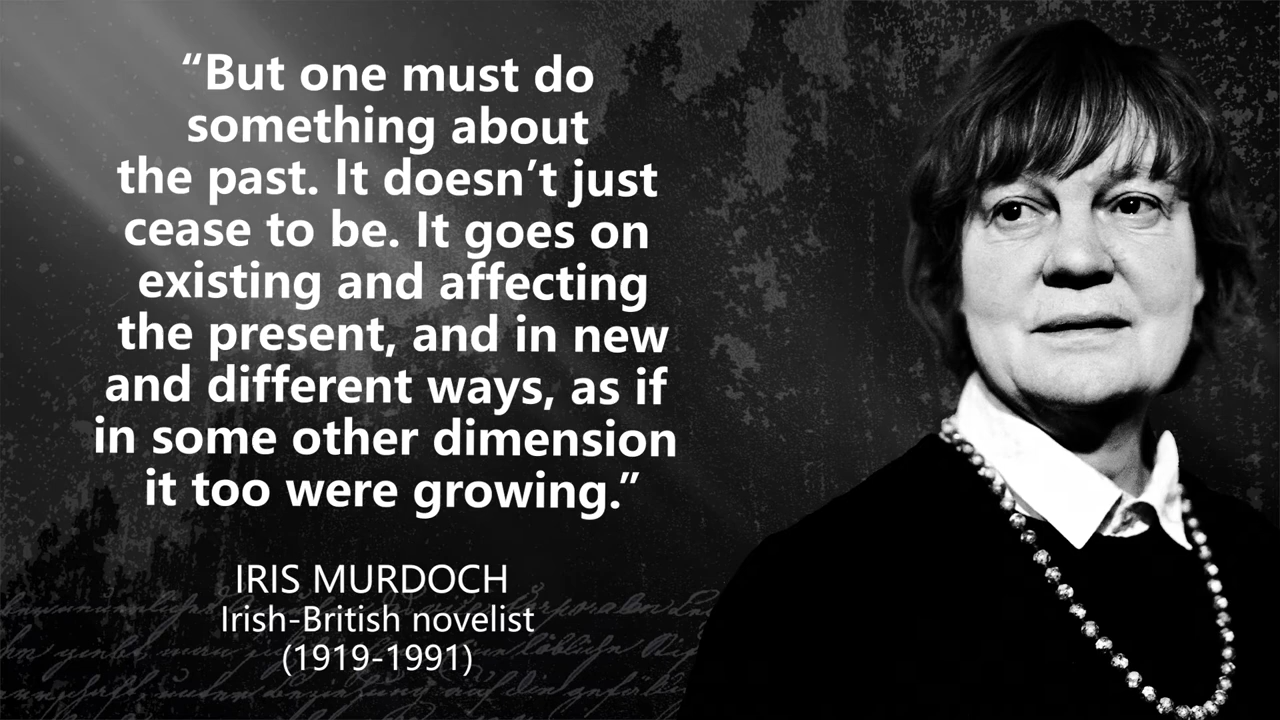 “But one must do
something about
the past. It doesn’t just
cease to be. It goes on
existing and affecting
the present, and in new
and different ways, as if
in some other dimension
it too were growing.”
IRIS MURDOCH
Irish-British novelist
(1919-1991)